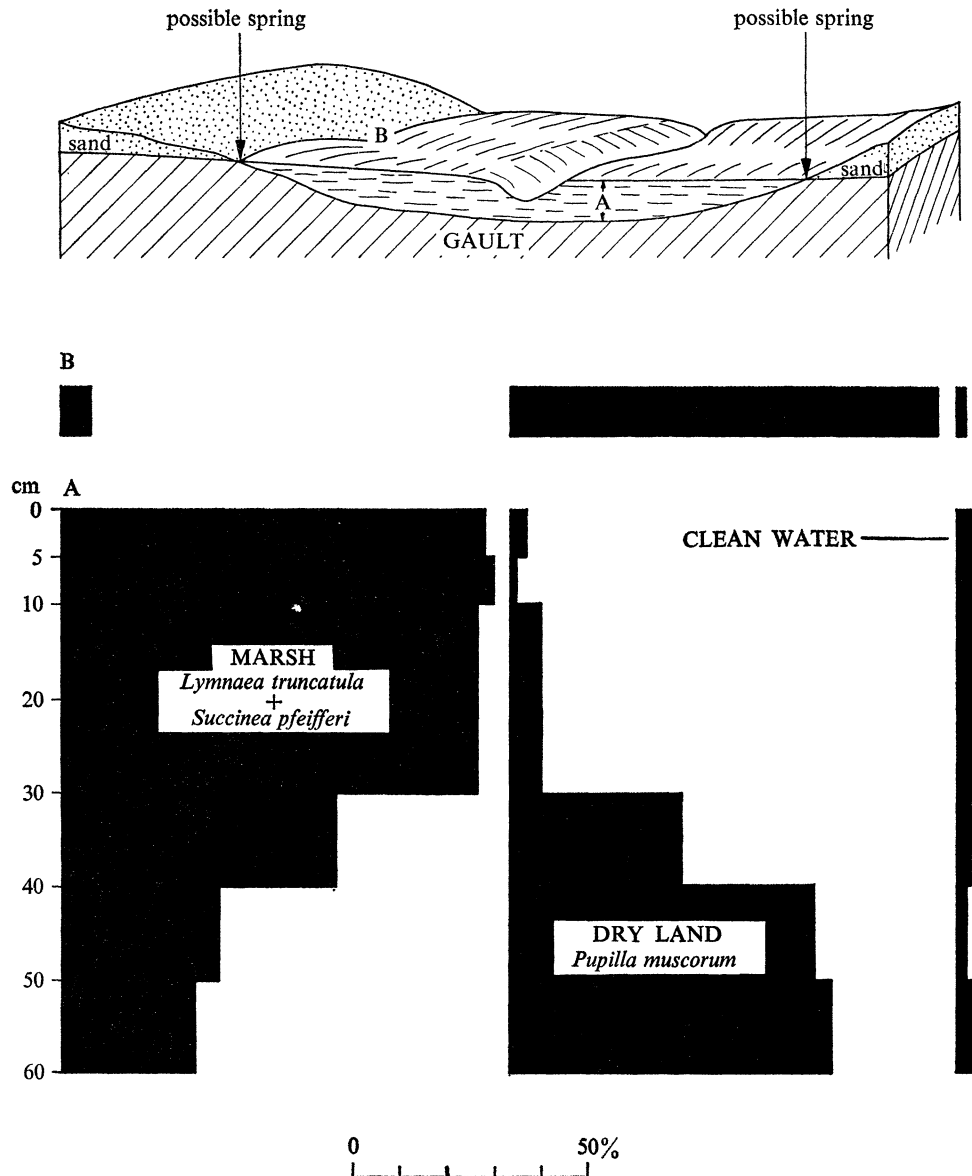 possible spring
possible spring
B
sand
sand
A
GAULT
B
cm A
0
5
10
20
30
40
50
60
MARSH
Lymnaea truncatula
+
Succinea pfeifferi
CLEAN WATER
DRY LAND
Pupilla muscorum
0 50%